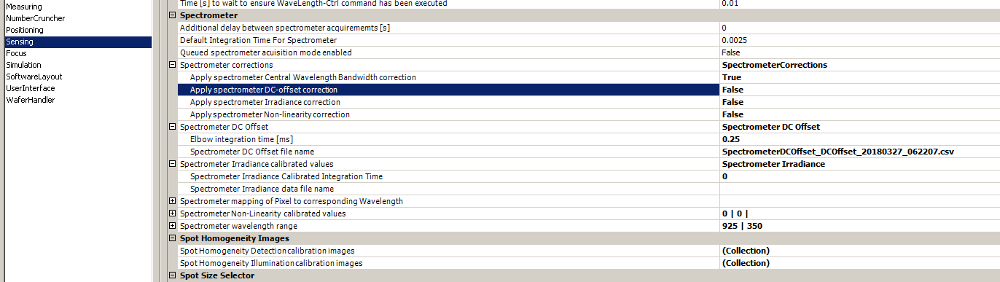 Measuring
NumberCruncher
Positioning
Sensing
Focus
Simulation
SoftwareLayout
UserInterface
WaferHandler
Time [s] to wait to ensure WaveLength-Ctrl command has been executed 0.01
Spectrometer
Additional delay between spectrometer acquirememts [s] 0
Default Integration Time For Spectrometer 0.0025
Queued spectrometer acuisition mode enabled False
Spectrometer corrections SpectrometerCorrections
Apply spectrometer Central Wavelength Bandwidth correction True
Apply spectrometer DC-offset correction False
Apply spectrometer Irradiance correction False
Apply spectrometer Non-linearity correction False
Spectrometer DC Offset Spectrometer DC Offset
Elbow integration time [ms] 0.25
Spectrometer DC Offset file name SpectrometerDCOffset_DCOffset_20180327_062207.csv
Spectrometer Irradiance calibrated values Spectrometer Irradiance
Spectrometer Irradiance Calibrated Integration Time 0
Spectrometer Irradiance data file name
Spectrometer mapping of Pixel to corresponding Wavelength
Spectrometer Non-Linearity calibrated values 0 | 0 |
Spectrometer wavelength range 925 | 350
Spot Homogeneity Images
Spot Homogeneity Detection calibration images (Collection)
Spot Homogeneity Illumination calibration images (Collection)
Spot Size Selector